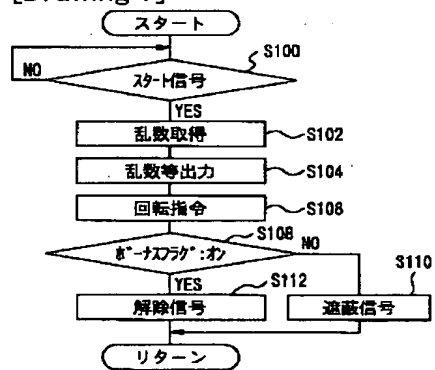 スタート
S100
NO
ｽﾀｰﾄ信号
YES
乱数取得
S102
乱数等出力
S104
回転指令
S106
S108
ﾎﾞｰﾅｽﾌﾗｸﾞ:ｵﾝ
NO
S110
YES
S112
解除信号
遮蔽信号
リターン